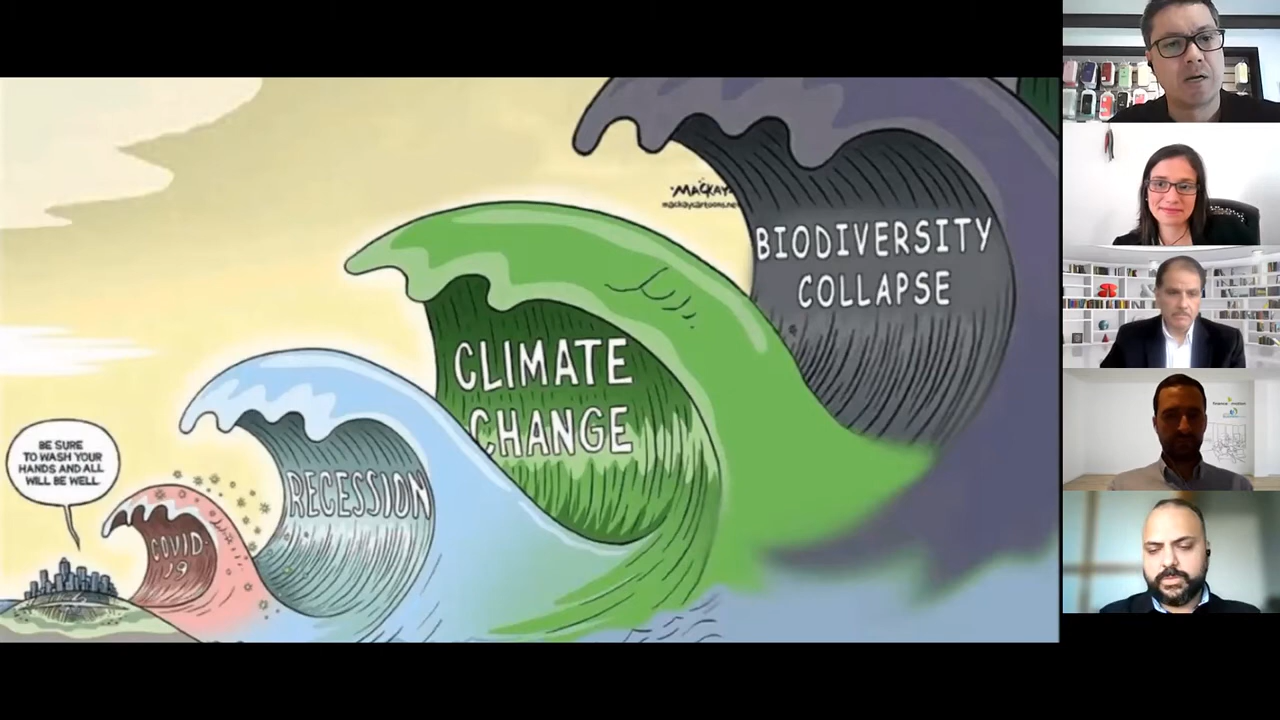 BE SURE
TO WASH YOUR
HANDS AND ALL
WILL BE WELL.
COVID-
19
RECESSION
CLIMATE
CHANGE
BIODIVERSITY
COLLAPSE
MACKAY
mackaycartoons.net